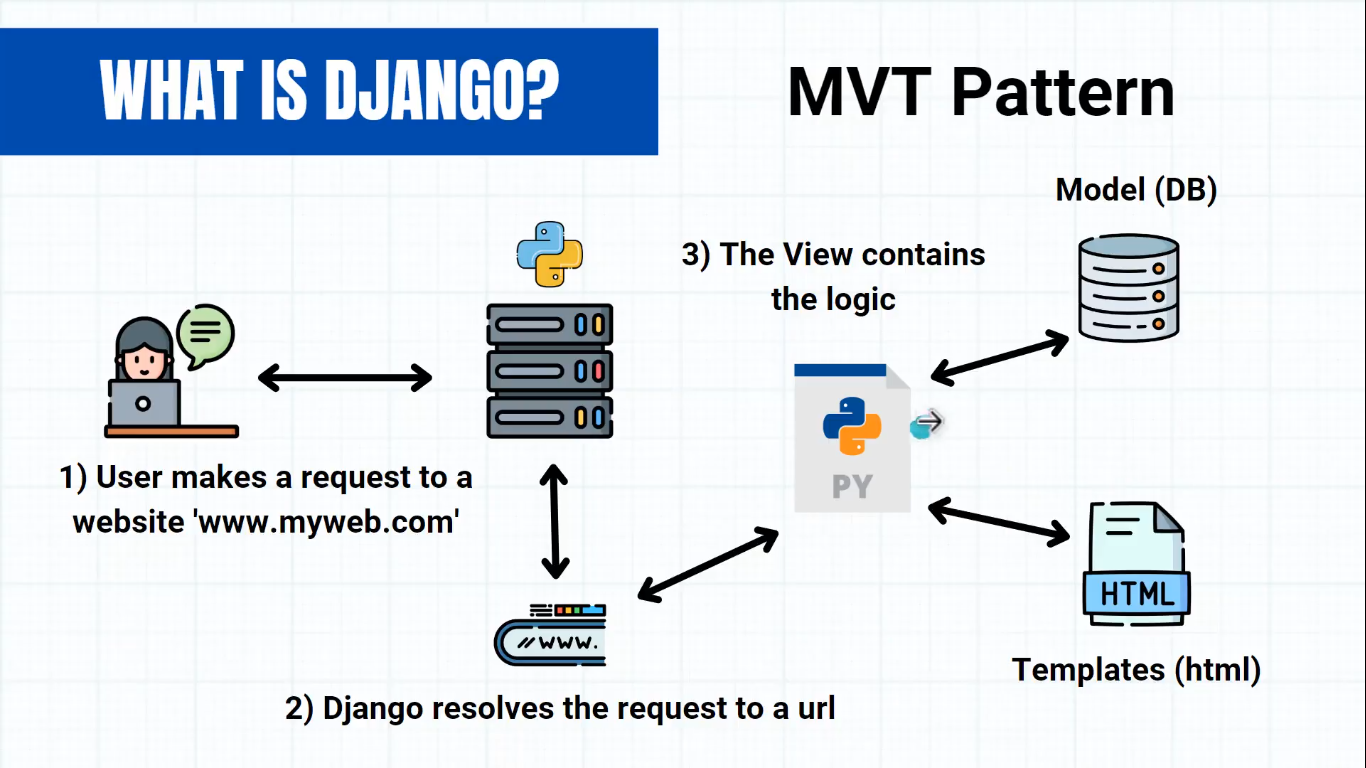 WHAT IS DJANGO?
MVT Pattern
Model (DB)
3) The View contains
the logic
PY
1) User makes a request to a
website 'www.myweb.com'
//WWW.
HTML
Templates (html)
2) Django resolves the request to a url